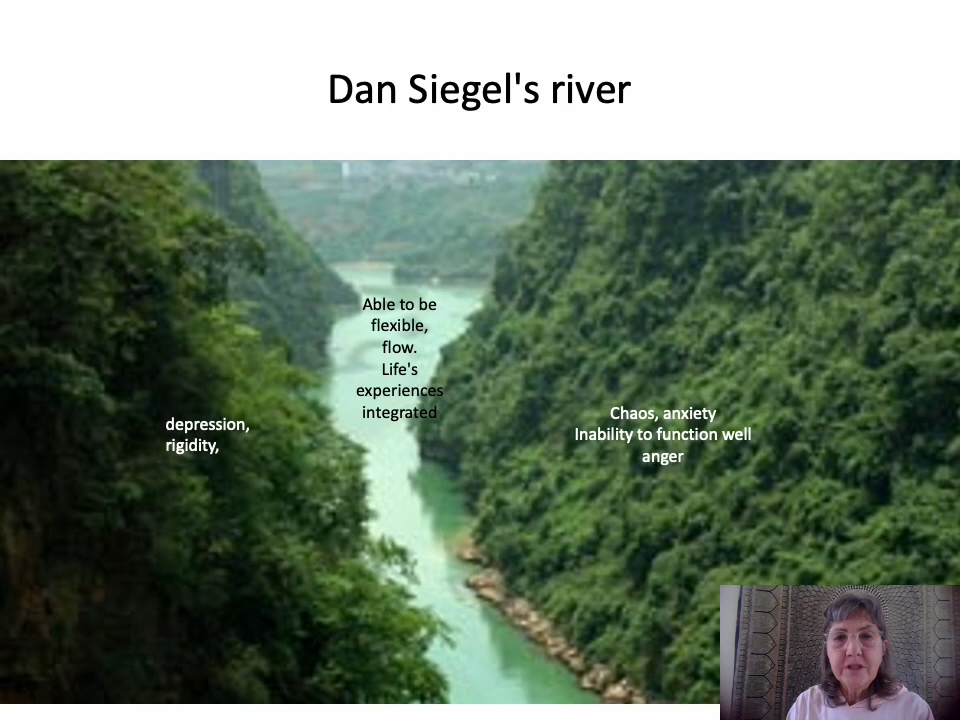 Dan Siegel's river
Able to be
flexible,
flow.
Life's
experiences
integrated
depression,
rigidity,
Chaos, anxiety
Inability to function well
anger